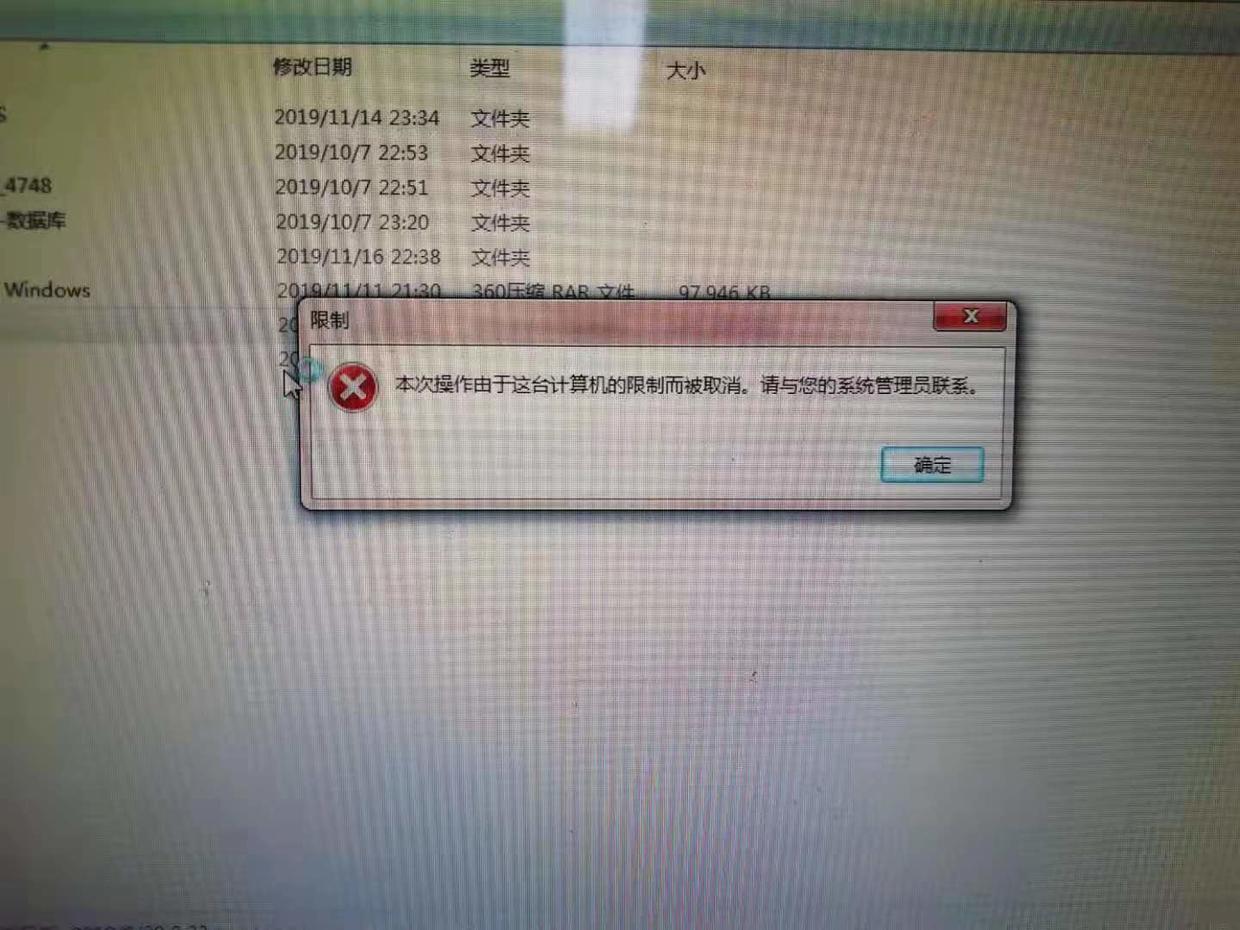 修改日期 类型 大小
S 2019/11/14 23:34 文件夹
2019/10/7 22:53 文件夹
_4748 2019/10/7 22:51 文件夹
-数据库 2019/10/7 23:20 文件夹
2019/11/16 22:38 文件夹
Windows 2019/11/11 21:30 360压缩 RAR 文件 97,946 KB
20
限制
20
本次操作由于这台计算机的限制而被取消。请与您的系统管理员联系。
确定